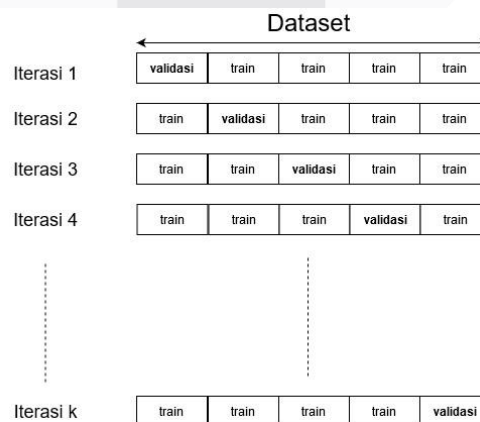 Dataset
Iterasi 1 validasi train train train train
Iterasi 2 train validasi train train train
Iterasi 3 train train validasi train train
Iterasi 4 train train train validasi train
Iterasi k train train train train validasi